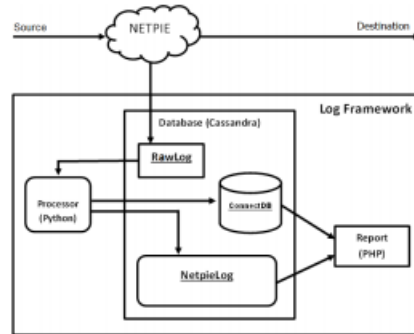 Source
NETPIE
Destination
Log Framework
Database (Cassandra)
RawLog
Processor
(Python)
ConnectDB
Report
(PHP)
NetpieLog